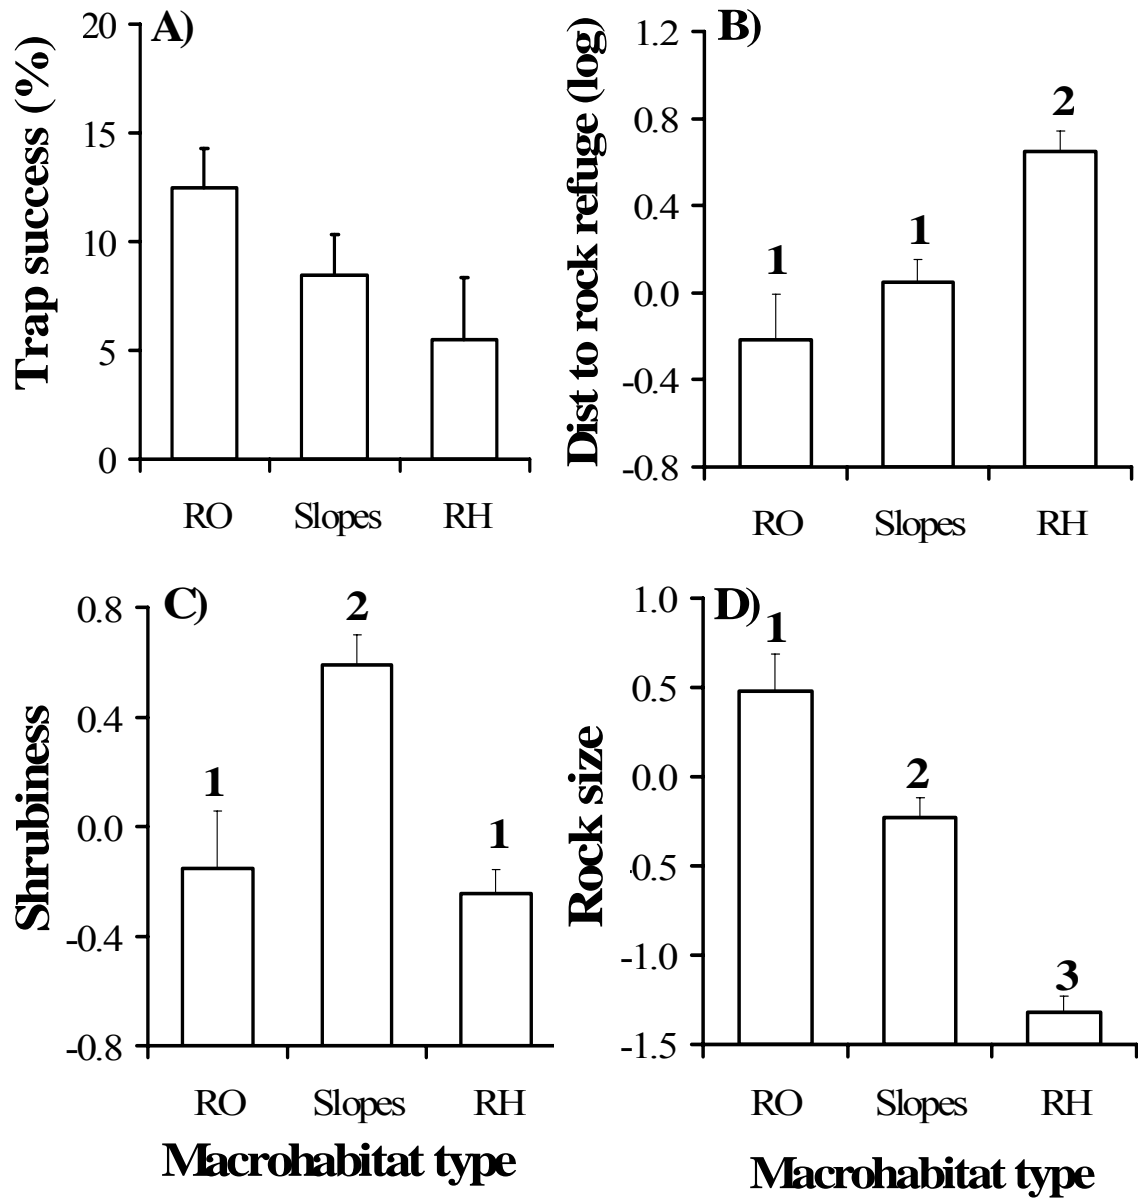 A)
Trap success (%)
20
15
10
5
0
RO Slopes RH
B)
Dist to rock refuge (log)
1.2
0.8
0.4
0.0
-0.4
-0.8
1 1 2
RO Slopes RH
C)
Shrubiness
0.8
0.4
0.0
-0.4
-0.8
1 2 1
RO Slopes RH
Macrohabitat type
D)
Rock size
1.0
0.5
0.0
-0.5
-1.0
-1.5
1 2 3
RO Slopes RH
Macrohabitat type